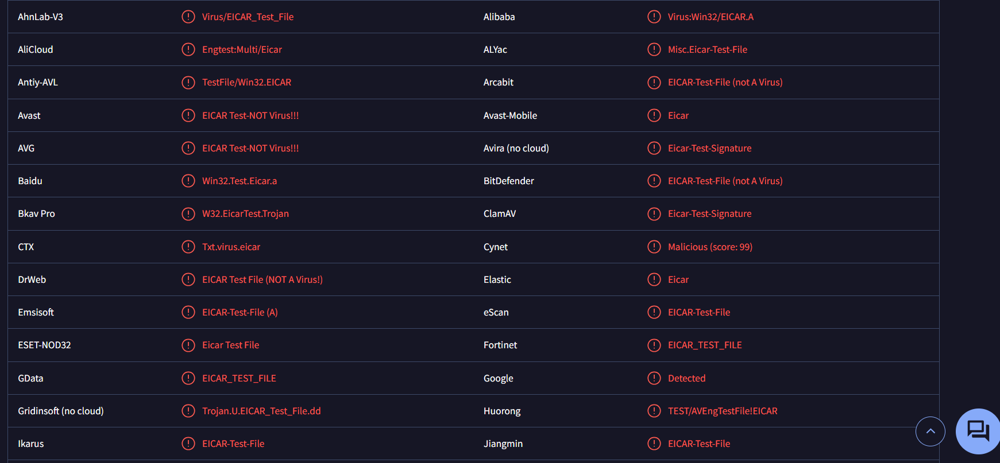 AhnLab-V3 Virus/EICAR_Test_File Alibaba Virus:Win32/EICAR.A
AliCloud Engtest:Multi/Eicar ALYac Misc.Eicar-Test-File
Antiy-AVL TestFile/Win32.EICAR Arcabit EICAR-Test-File (not A Virus)
Avast EICAR Test-NOT Virus!!! Avast-Mobile Eicar
AVG EICAR Test-NOT Virus!!! Avira (no cloud) Eicar-Test-Signature
Baidu Win32.Test.Eicar.a BitDefender EICAR-Test-File (not A Virus)
Bkav Pro W32.EicarTest.Trojan ClamAV Eicar-Test-Signature
CTX Txt.virus.eicar Cynet Malicious (score: 99)
DrWeb EICAR Test File (NOT A Virus!) Elastic Eicar
Emsisoft EICAR-Test-File (A) eScan EICAR-Test-File
ESET-NOD32 Eicar Test File Fortinet EICAR_TEST_FILE
GData EICAR_TEST_FILE Google Detected
Gridinsoft (no cloud) Trojan.U.EICAR_Test_File.dd Huorong TEST/AVEngTestFile!EICAR
Ikarus EICAR-Test-File Jiangmin EICAR-Test-File